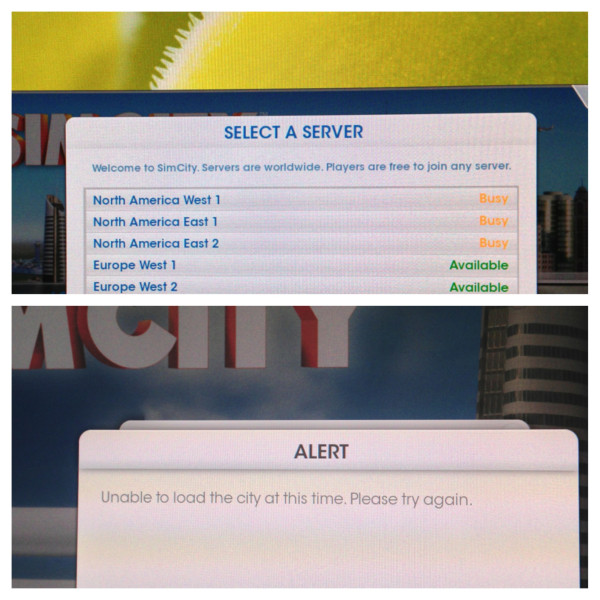 SIMCITY
SELECT A SERVER
Welcome to SimCity. Servers are worldwide. Players are free to join any server.
North America West 1 Busy
North America East 1 Busy
North America East 2 Busy
Europe West 1 Available
Europe West 2 Available
MCITY
ALERT
Unable to load the city at this time. Please try again.